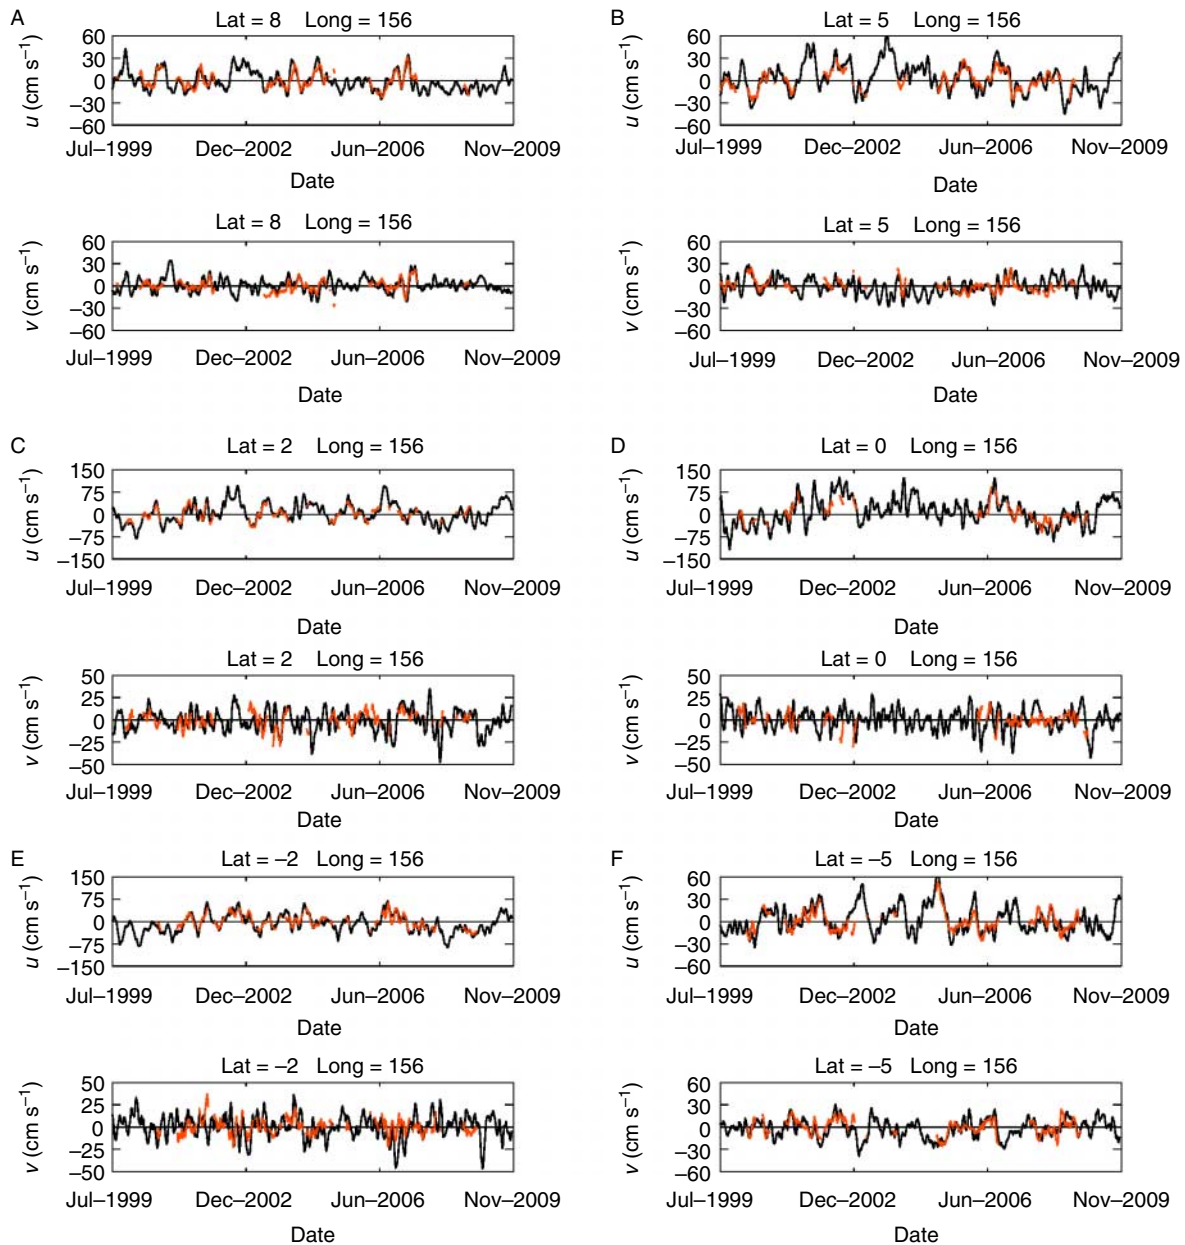 A
Lat = 8 Long = 156
u (cm s⁻¹)
60
30
0
−30
−60
Jul–1999 Dec–2002 Jun–2006 Nov–2009
Date
Lat = 8 Long = 156
v (cm s⁻¹)
60
30
0
−30
−60
Jul–1999 Dec–2002 Jun–2006 Nov–2009
Date
B
Lat = 5 Long = 156
u (cm s⁻¹)
60
30
0
−30
−60
Jul–1999 Dec–2002 Jun–2006 Nov–2009
Date
Lat = 5 Long = 156
v (cm s⁻¹)
60
30
0
−30
−60
Jul–1999 Dec–2002 Jun–2006 Nov–2009
Date
C
Lat = 2 Long = 156
u (cm s⁻¹)
150
75
0
−75
−150
Jul–1999 Dec–2002 Jun–2006 Nov–2009
Date
Lat = 2 Long = 156
v (cm s⁻¹)
50
25
0
−25
−50
Jul–1999 Dec–2002 Jun–2006 Nov–2009
Date
D
Lat = 0 Long = 156
u (cm s⁻¹)
150
75
0
−75
−150
Jul–1999 Dec–2002 Jun–2006 Nov–2009
Date
Lat = 0 Long = 156
v (cm s⁻¹)
50
25
0
−25
−50
Jul–1999 Dec–2002 Jun–2006 Nov–2009
Date
E
Lat = –2 Long = 156
u (cm s⁻¹)
150
75
0
−75
−150
Jul–1999 Dec–2002 Jun–2006 Nov–2009
Date
Lat = –2 Long = 156
v (cm s⁻¹)
50
25
0
−25
−50
Jul–1999 Dec–2002 Jun–2006 Nov–2009
Date
F
Lat = –5 Long = 156
u (cm s⁻¹)
60
30
0
−30
−60
Jul–1999 Dec–2002 Jun–2006 Nov–2009
Date
Lat = –5 Long = 156
v (cm s⁻¹)
60
30
0
−30
−60
Jul–1999 Dec–2002 Jun–2006 Nov–2009
Date